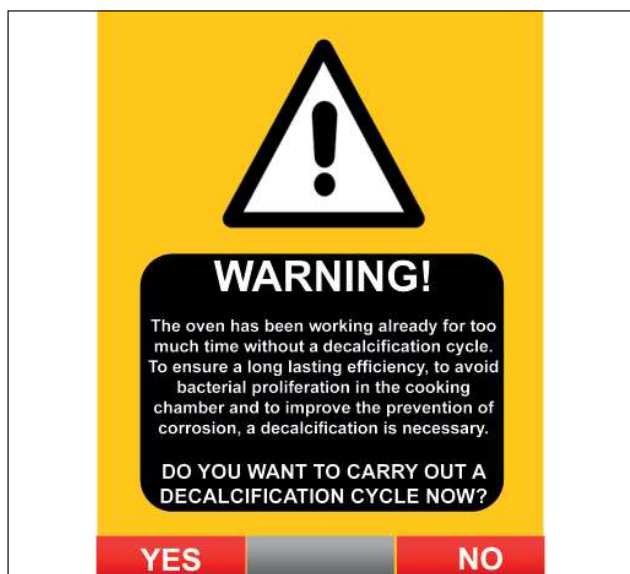 WARNING!
The oven has been working already for too
much time without a decalcification cycle.
To ensure a long lasting efficiency, to avoid
bacterial proliferation in the cooking
chamber and to improve the prevention of
corrosion, a decalcification is necessary.
DO YOU WANT TO CARRY OUT A
DECALCIFICATION CYCLE NOW?
YES NO